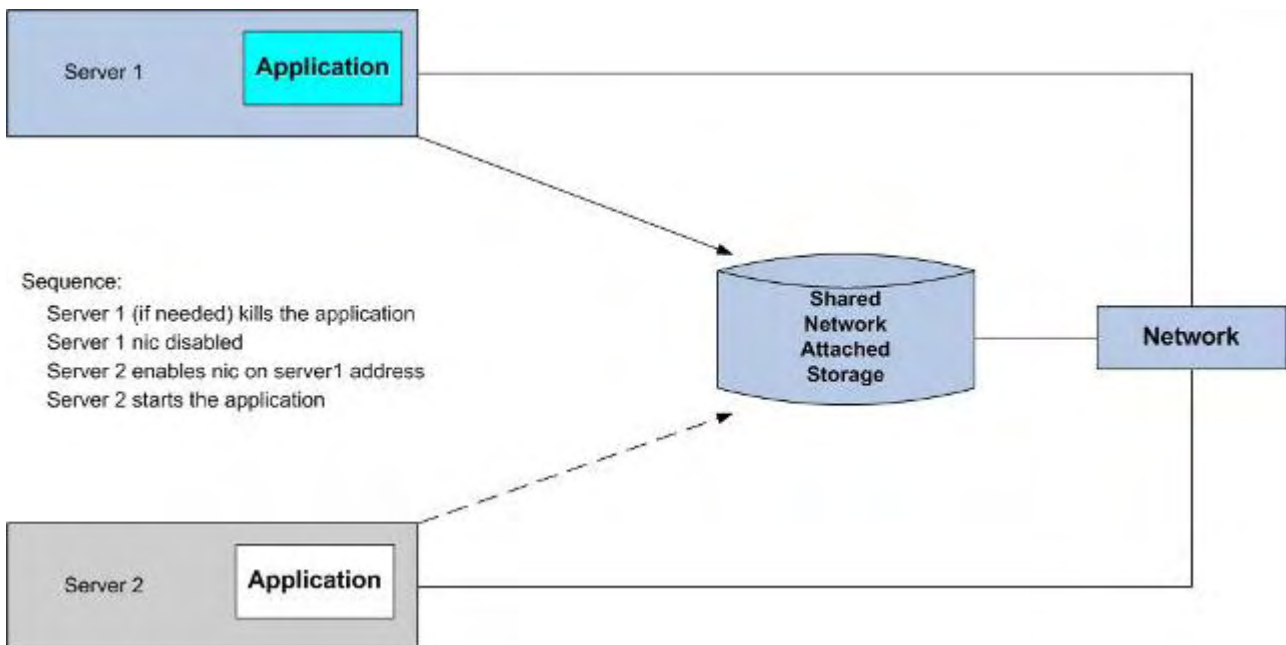 Server 1
Application
Sequence:
Server 1 (if needed) kills the application
Server 1 nic disabled
Server 2 enables nic on server1 address
Server 2 starts the application
Shared
Network
Attached
Storage
Network
Server 2
Application